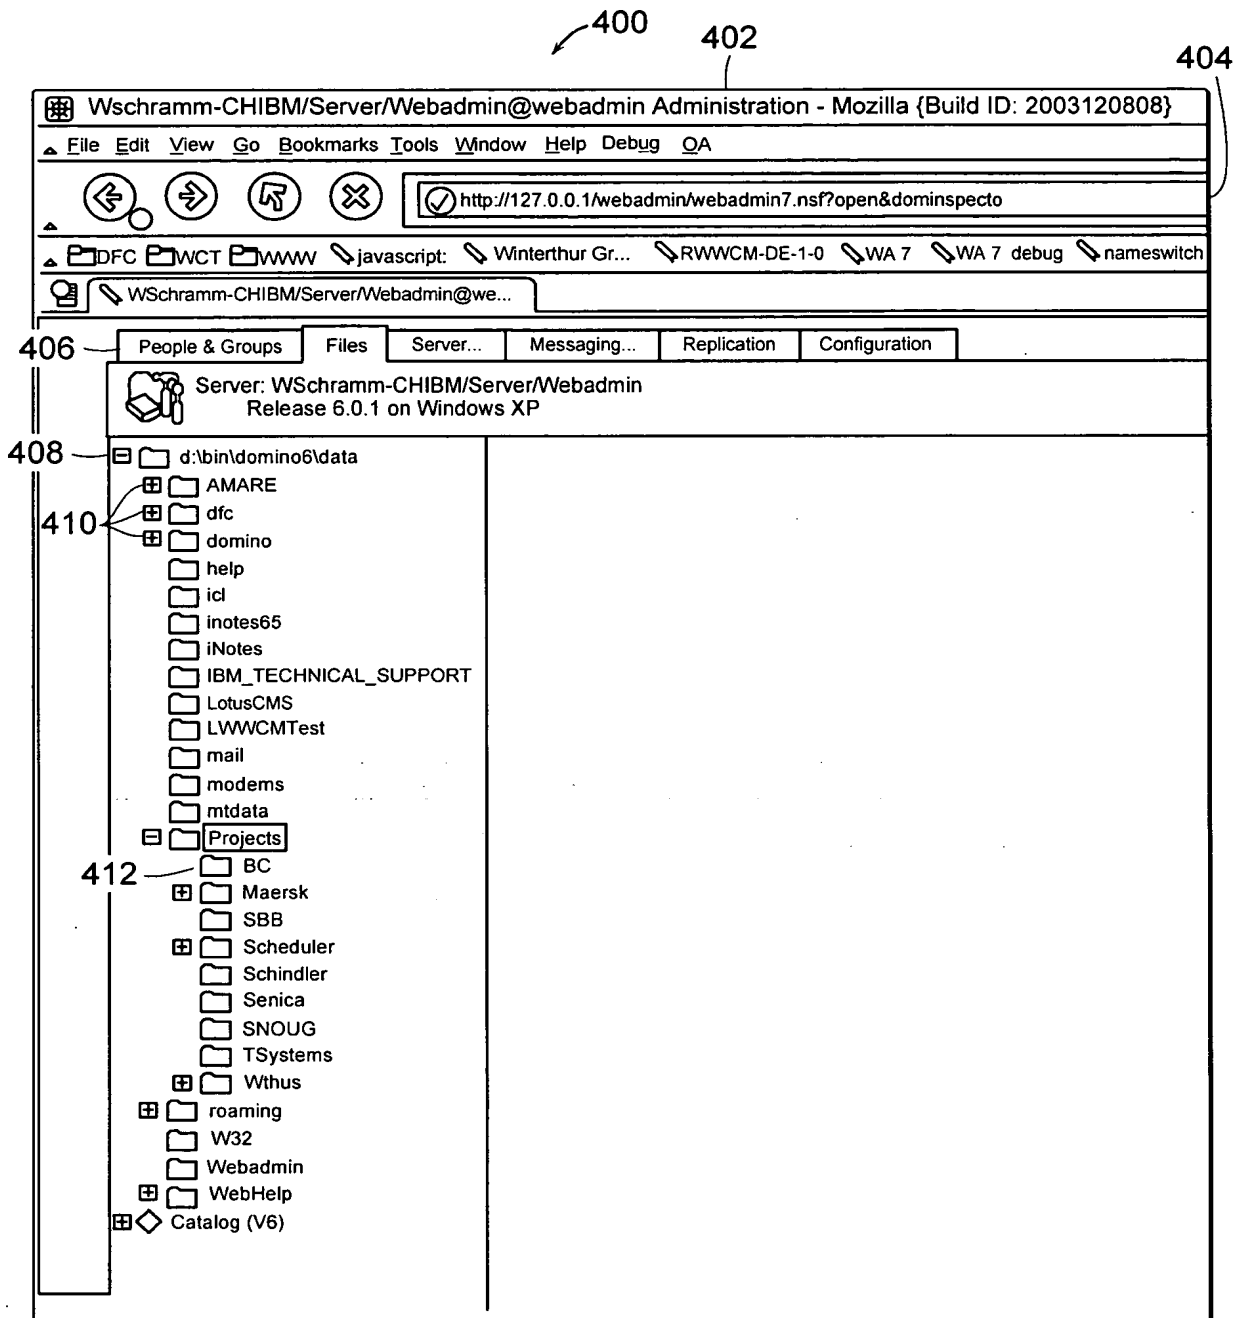 400
402
404
Wschramm-CHIBM/Server/Webadmin@webadmin Administration - Mozilla {Build ID: 2003120808}
File Edit View Go Bookmarks Tools Window Help Debug QA
http://127.0.0.1/webadmin/webadmin7.nsf?open&dominspecto
DFC WCT WWW javascript: Winterthur Gr... RWWCM-DE-1-0 WA 7 WA 7 debug nameswitch
WSchramm-CHIBM/Server/Webadmin@we...
406
People & Groups Files Server... Messaging... Replication Configuration
Server: WSchramm-CHIBM/Server/Webadmin
Release 6.0.1 on Windows XP
408
d:\bin\domino6\data
AMARE
410
dfc
domino
help
icl
inotes65
iNotes
IBM_TECHNICAL_SUPPORT
LotusCMS
LWWCMTest
mail
modems
mtdata
Projects
412
BC
Maersk
SBB
Scheduler
Schindler
Senica
SNOUG
TSystems
Wthus
roaming
W32
Webadmin
WebHelp
Catalog (V6)